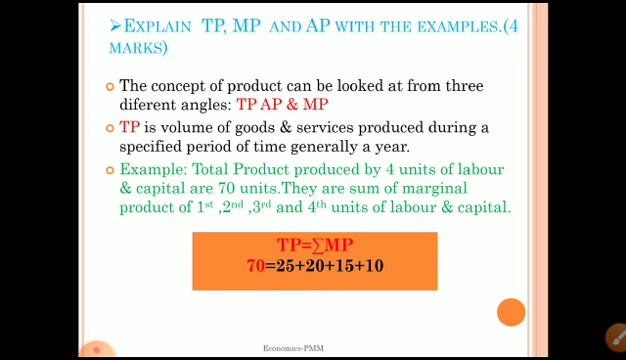 ➢EXPLAIN TP, MP AND AP WITH THE EXAMPLES.(4
MARKS)
The concept of product can be looked at from three
diferent angles: TP AP & MP
TP is volume of goods & services produced during a
specified period of time generally a year.
Example: Total Product produced by 4 units of labour
& capital are 70 units.They are sum of marginal
product of 1st ,2nd ,3rd and 4th units of labour & capital.
TP=∑MP
70=25+20+15+10
Economics-PMM